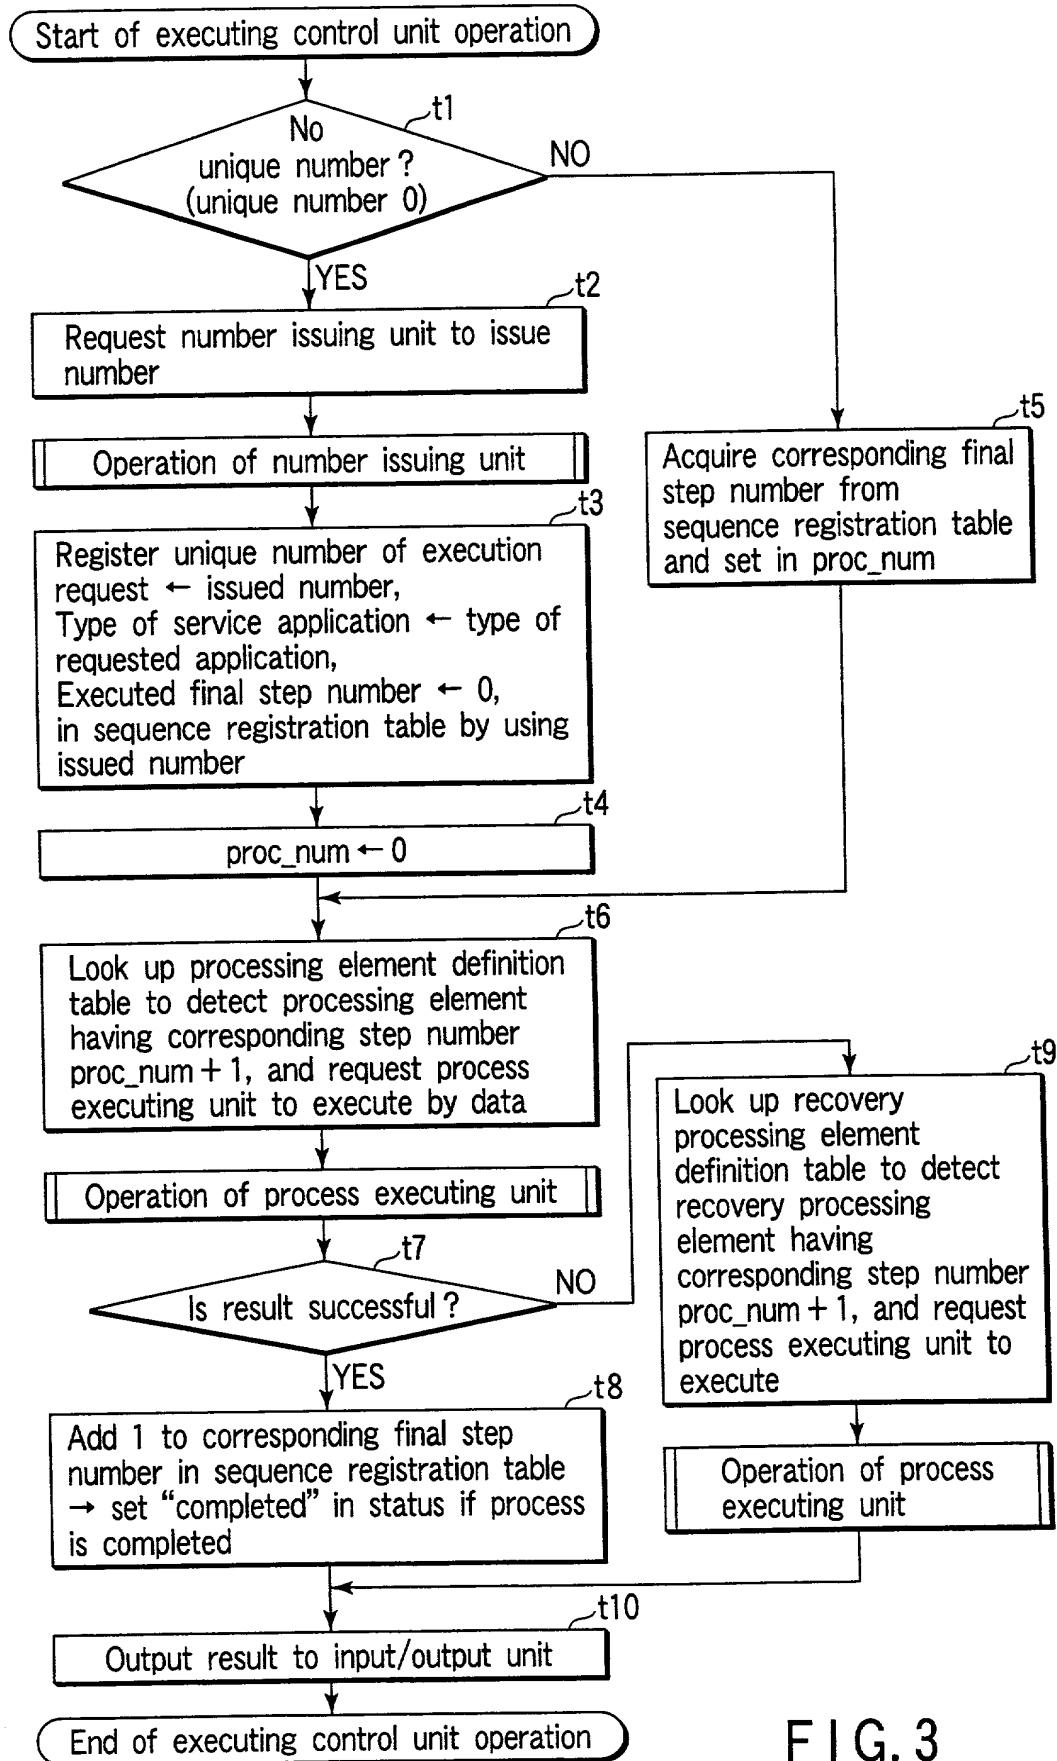 Start of executing control unit operation
t1
No
unique number?
(unique number 0)
NO
YES
t2
Request number issuing unit to issue
number
Operation of number issuing unit
t3
Register unique number of execution
request ← issued number,
Type of service application ← type of
requested application,
Executed final step number ← 0,
in sequence registration table by using
issued number
t4
proc_num ← 0
t5
Acquire corresponding final
step number from
sequence registration table
and set in proc_num
t6
Look up processing element definition
table to detect processing element
having corresponding step number
proc_num + 1, and request process
executing unit to execute by data
Operation of process executing unit
t7
Is result successful?
NO
YES
t8
Add 1 to corresponding final step
number in sequence registration table
→ set “completed” in status if process
is completed
t9
Look up recovery
processing element
definition table to detect
recovery processing
element having
corresponding step number
proc_num + 1, and request
process executing unit to
execute
Operation of process
executing unit
t10
Output result to input/output unit
End of executing control unit operation
FIG. 3